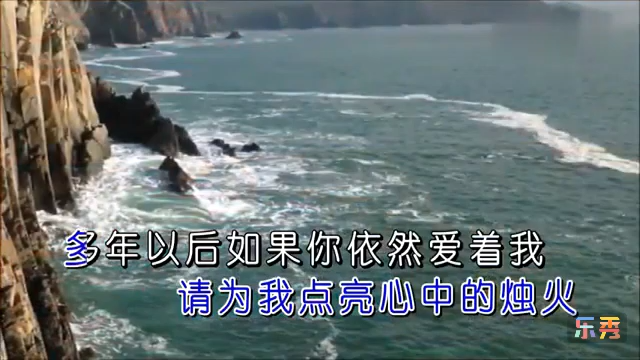 多年以后如果你依然爱着我
请为我点亮心中的烛火
乐秀